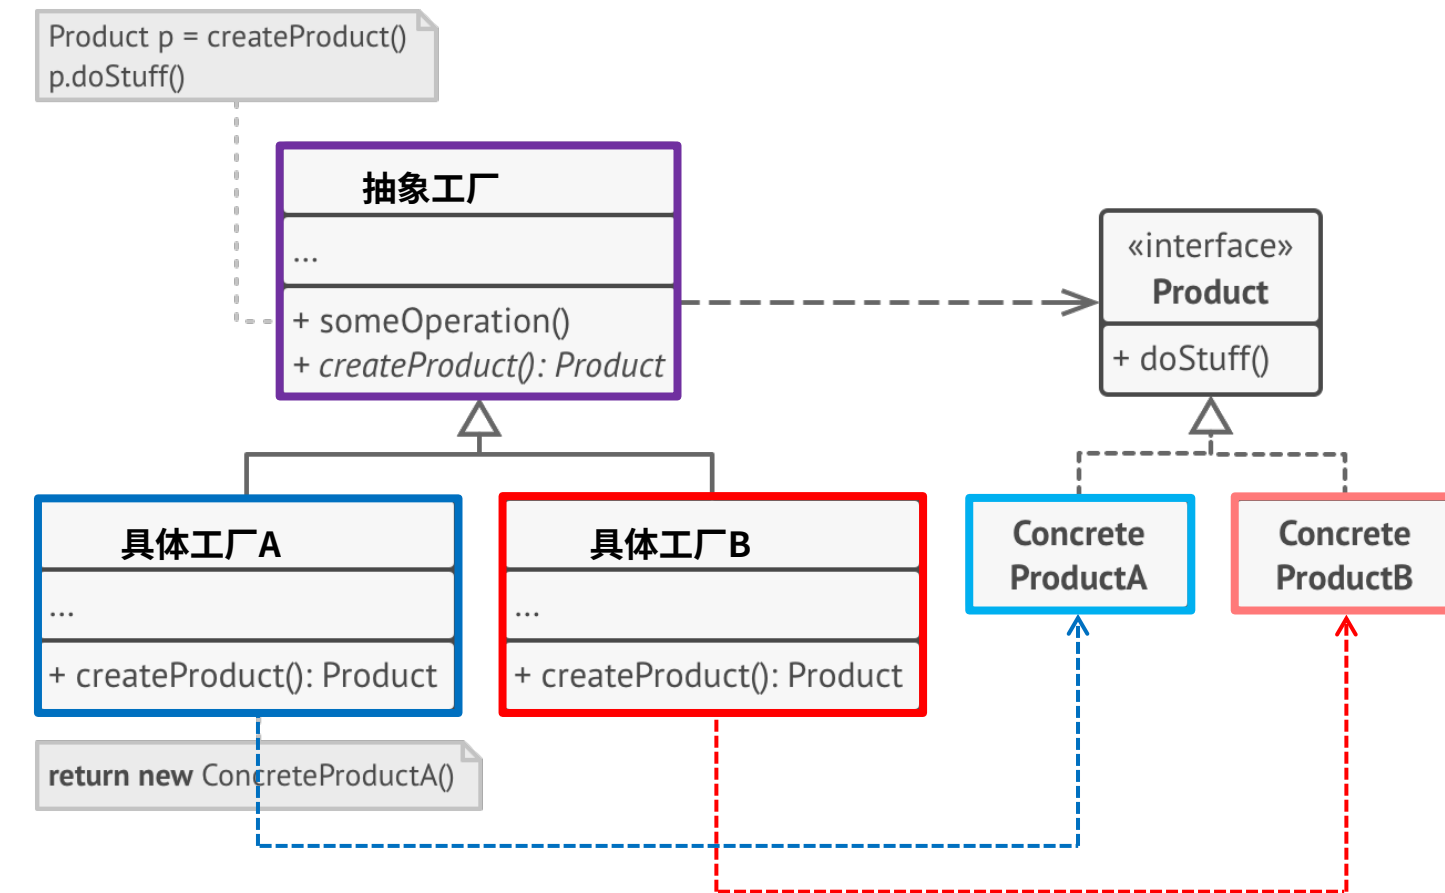 Product p = createProduct()
p.doStuff()
抽象工厂
...
+ someOperation()
+ createProduct(): Product
«interface»
Product
+ doStuff()
具体工厂A
...
+ createProduct(): Product
具体工厂B
...
+ createProduct(): Product
Concrete
ProductA
Concrete
ProductB
return new ConcreteProductA()